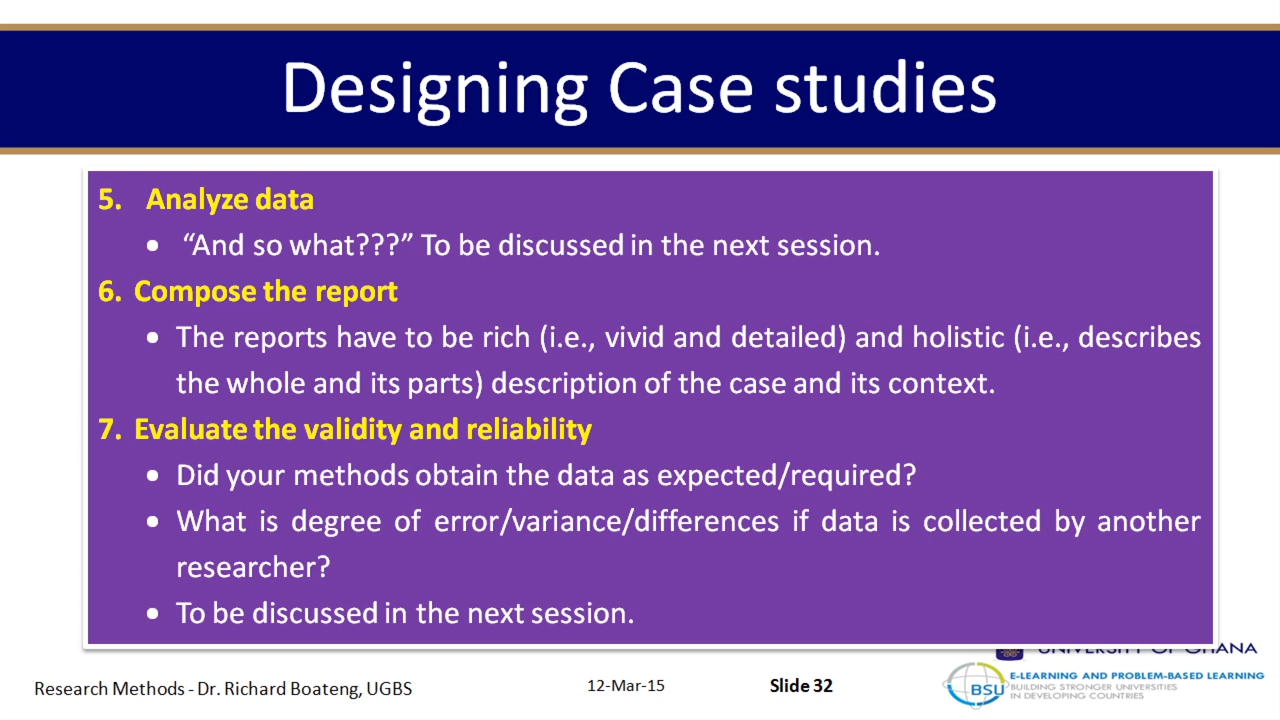 Designing Case studies
5. Analyze data
• “And so what???” To be discussed in the next session.
6. Compose the report
• The reports have to be rich (i.e., vivid and detailed) and holistic (i.e., describes
the whole and its parts) description of the case and its context.
7. Evaluate the validity and reliability
• Did your methods obtain the data as expected/required?
• What is degree of error/variance/differences if data is collected by another
researcher?
• To be discussed in the next session.
UNIVERSITY OF GHANA
Research Methods - Dr. Richard Boateng, UGBS
12-Mar-15
Slide 32
BSU
E-LEARNING AND PROBLEM-BASED LEARNING
BUILDING STRONGER UNIVERSITIES
IN DEVELOPING COUNTRIES